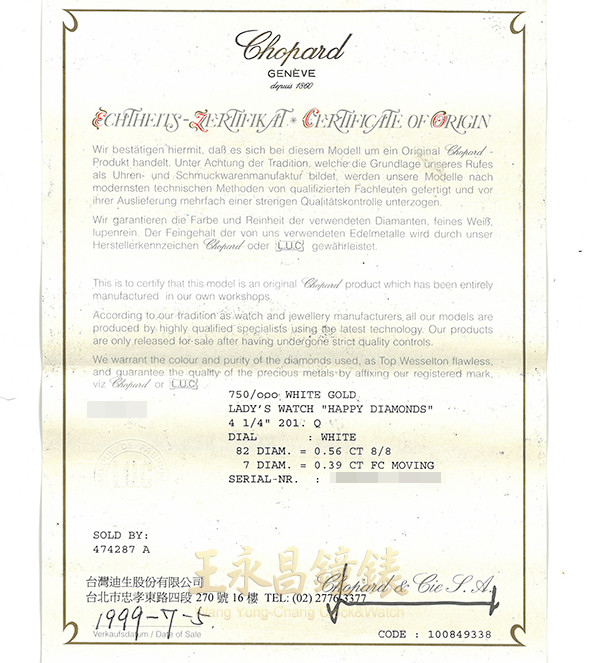 Chopard
GENÈVE
depuis 1860
ECHTHEITS-ZERTIFIKAT * CERTIFICATE OF ORIGIN
Wir bestätigen hiermit, daß es sich bei diesem Modell um ein Original Chopard -
Produkt handelt. Unter Achtung der Tradition, welche die Grundlage unseres Rufes
als Uhren- und Schmuckwarenmanufaktur bildet, werden unsere Modelle nach
modernsten technischen Methoden von qualifizierten Fachleuten gefertigt und vor
ihrer Auslieferung mehrfach einer strengen Qualitätskontrolle unterzogen.
Wir garantieren die Farbe und Reinheit der verwendeten Diamanten, feines Weiß,
lupenrein. Der Feingehalt der von uns verwendeten Edelmetalle wird durch unser
Herstellerkennzeichen Chopard oder L.U.C gewährleistet.
This is to certify that this model is an original Chopard product which has been entirely
manufactured in our own workshops.
According to our tradition as watch and jewellery manufacturers, all our models are
produced by highly qualified specialists using the latest technology. Our products
are only released for sale after having undergone strict quality controls.
We warrant the colour and purity of the diamonds used, as Top Wesselton flawless,
and guarantee the quality of the precious metals by affixing our registered mark,
viz Chopard or L.U.C
750/ooo WHITE GOLD
LADY'S WATCH "HAPPY DIAMONDS"
4 1/4" 201. Q
DIAL : WHITE
82 DIAM. = 0.56 CT 8/8
7 DIAM. = 0.39 CT FC MOVING
SERIAL-NR. :
SOLD BY:
474287 A
王永昌鐘錶
Wang Yung-Chang Clock&Watch
台灣迪生股份有限公司
Chopard & Cie S.A.
台北市忠孝東路四段 270 號 16 樓 TEL: (02) 2776-3377
1999-7-5.
Verkaufsdatum / Date of Sale
CODE : 100849338